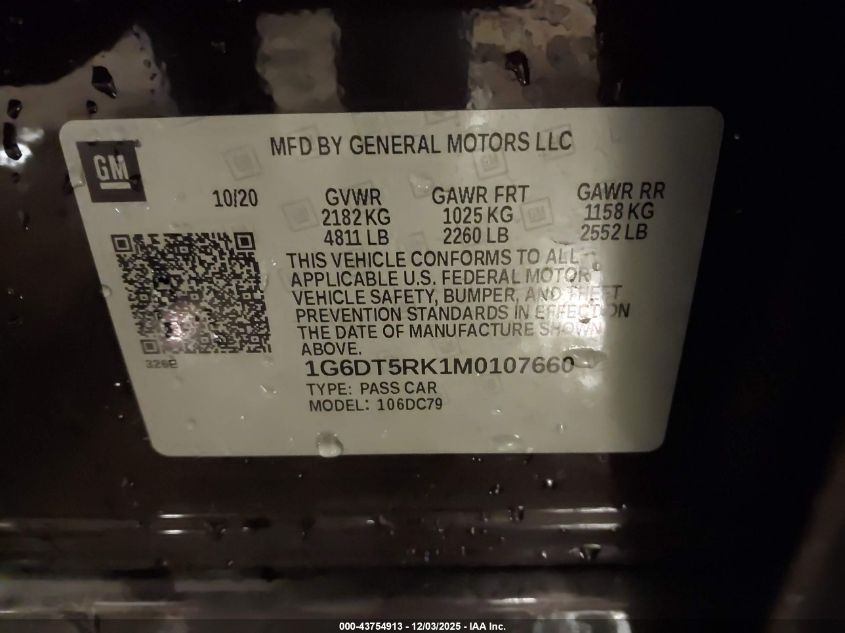 GM
MFD BY GENERAL MOTORS LLC
10/20 GVWR GAWR FRT GAWR RR
2182 KG 1025 KG 1158 KG
4811 LB 2260 LB 2552 LB
THIS VEHICLE CONFORMS TO ALL
APPLICABLE U.S. FEDERAL MOTOR
VEHICLE SAFETY, BUMPER, AND THEFT
PREVENTION STANDARDS IN EFFECT ON
THE DATE OF MANUFACTURE SHOWN
ABOVE.
326E
1G6DT5RK1M0107660
TYPE: PASS CAR
MODEL: 106DC79
000-43754913 - 12/03/2025 - IAA Inc.